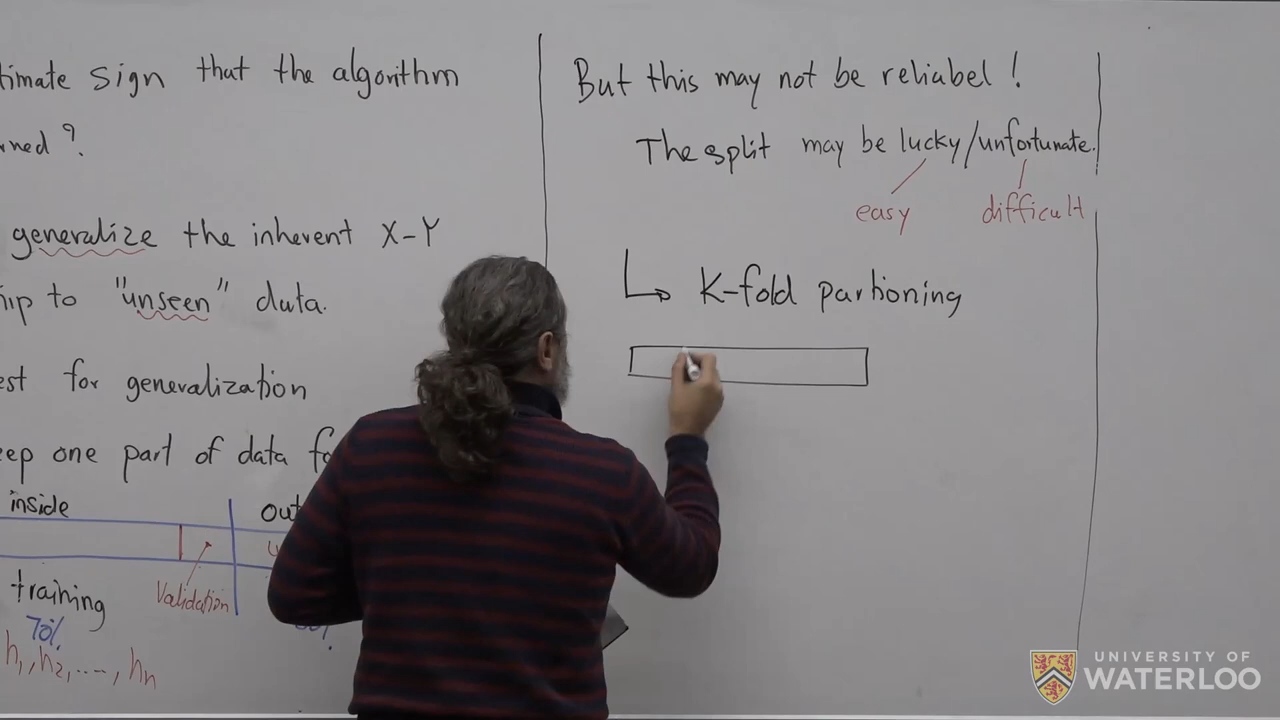 timate sign that the algorithm
rned ?
generalize the inherent X-Y
hip to "unseen" data.
est for generalization
eep one part of data fo
inside out
training
Validation
70%
h1, h2, ..., hn
But this may not be reliabel !
The split may be lucky/unfortunate.
easy difficult
K-fold partioning
UNIVERSITY OF
WATERLOO